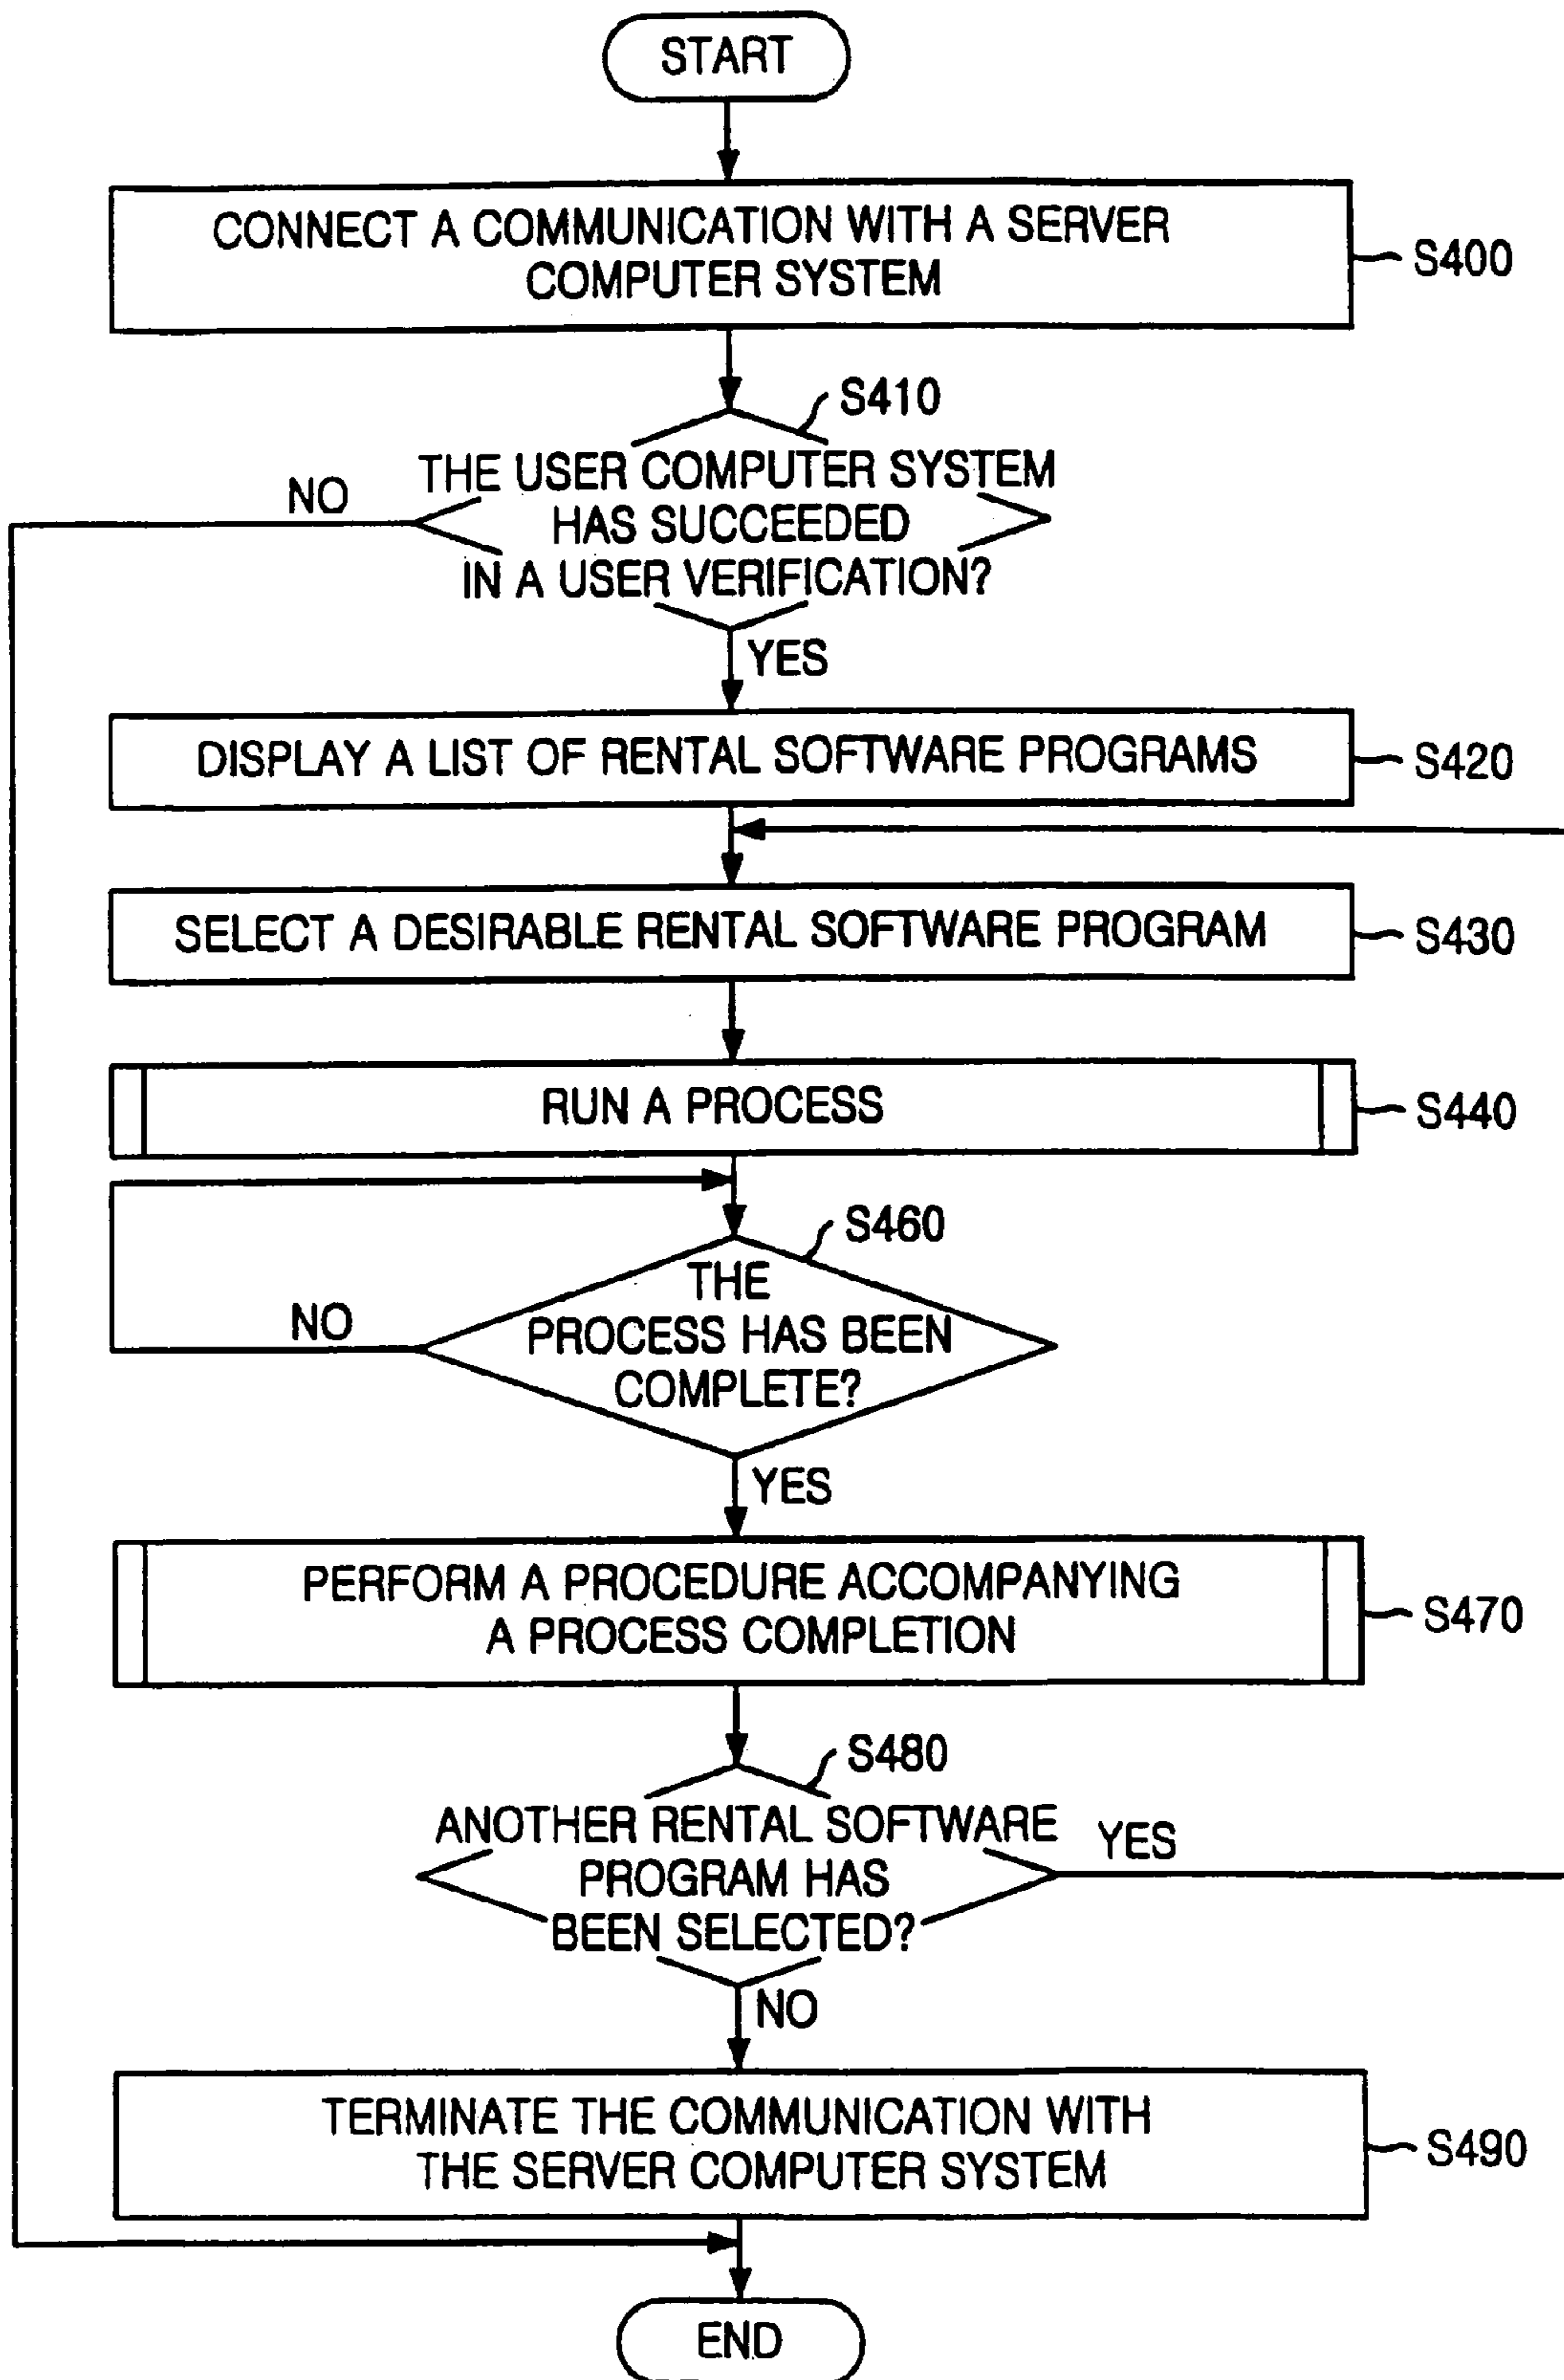 START
CONNECT A COMMUNICATION WITH A SERVER
COMPUTER SYSTEM
S400
S410
THE USER COMPUTER SYSTEM
HAS SUCCEEDED
IN A USER VERIFICATION?
NO
YES
DISPLAY A LIST OF RENTAL SOFTWARE PROGRAMS
S420
SELECT A DESIRABLE RENTAL SOFTWARE PROGRAM
S430
RUN A PROCESS
S440
S460
THE
PROCESS HAS BEEN
COMPLETE?
NO
YES
PERFORM A PROCEDURE ACCOMPANYING
A PROCESS COMPLETION
S470
S480
ANOTHER RENTAL SOFTWARE
PROGRAM HAS
BEEN SELECTED?
YES
NO
TERMINATE THE COMMUNICATION WITH
THE SERVER COMPUTER SYSTEM
S490
END